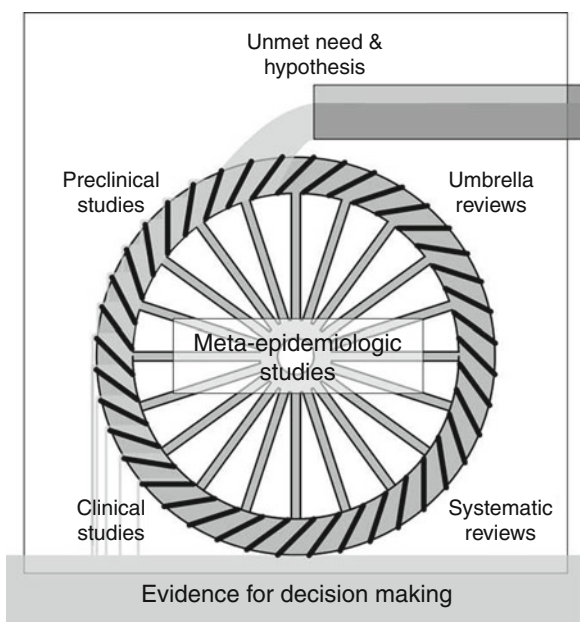 Unmet need &
hypothesis
Preclinical
studies
Umbrella
reviews
Meta-epidemiologic
studies
Clinical
studies
Systematic
reviews
Evidence for decision making